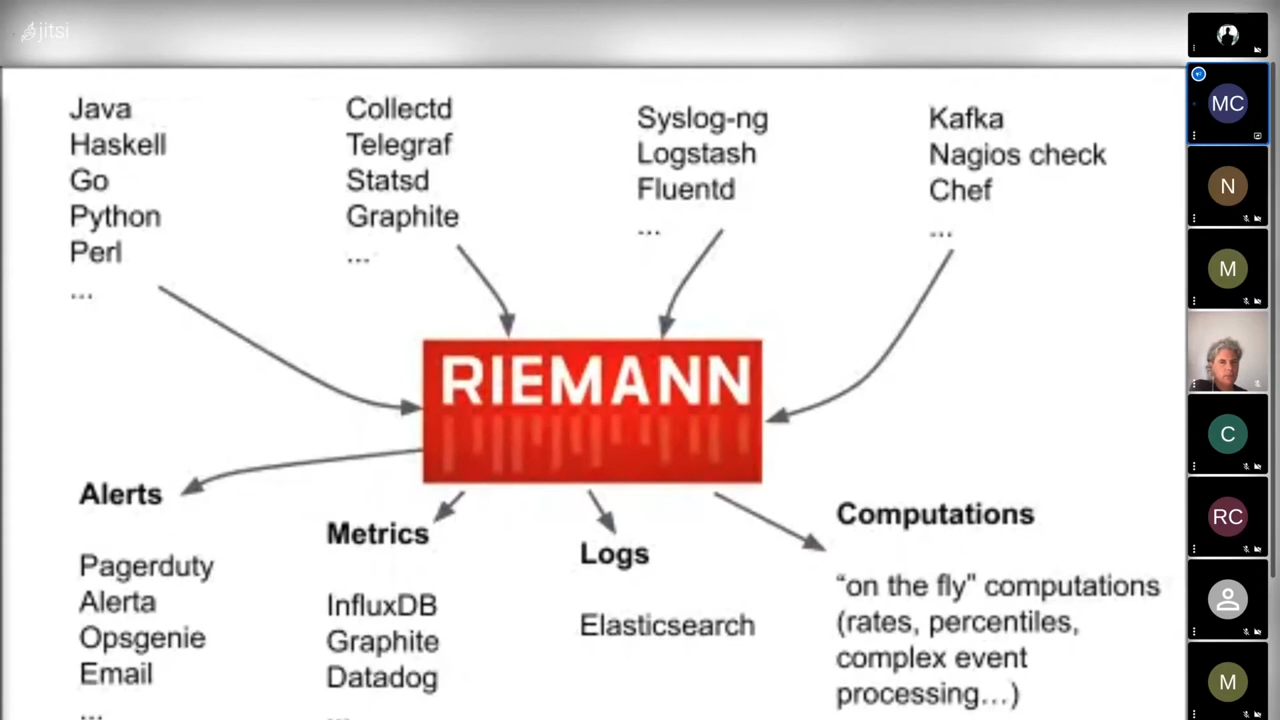 jitsi
Java
Haskell
Go
Python
Perl
...
Collectd
Telegraf
Statsd
Graphite
...
Syslog-ng
Logstash
Fluentd
...
Kafka
Nagios check
Chef
...
RIEMANN
Alerts
Pagerduty
Alerta
Opsgenie
Email
...
Metrics
InfluxDB
Graphite
Datadog
...
Logs
Elasticsearch
Computations
“on the fly" computations
(rates, percentiles,
complex event
processing…)
MC
N
M
C
RC
M